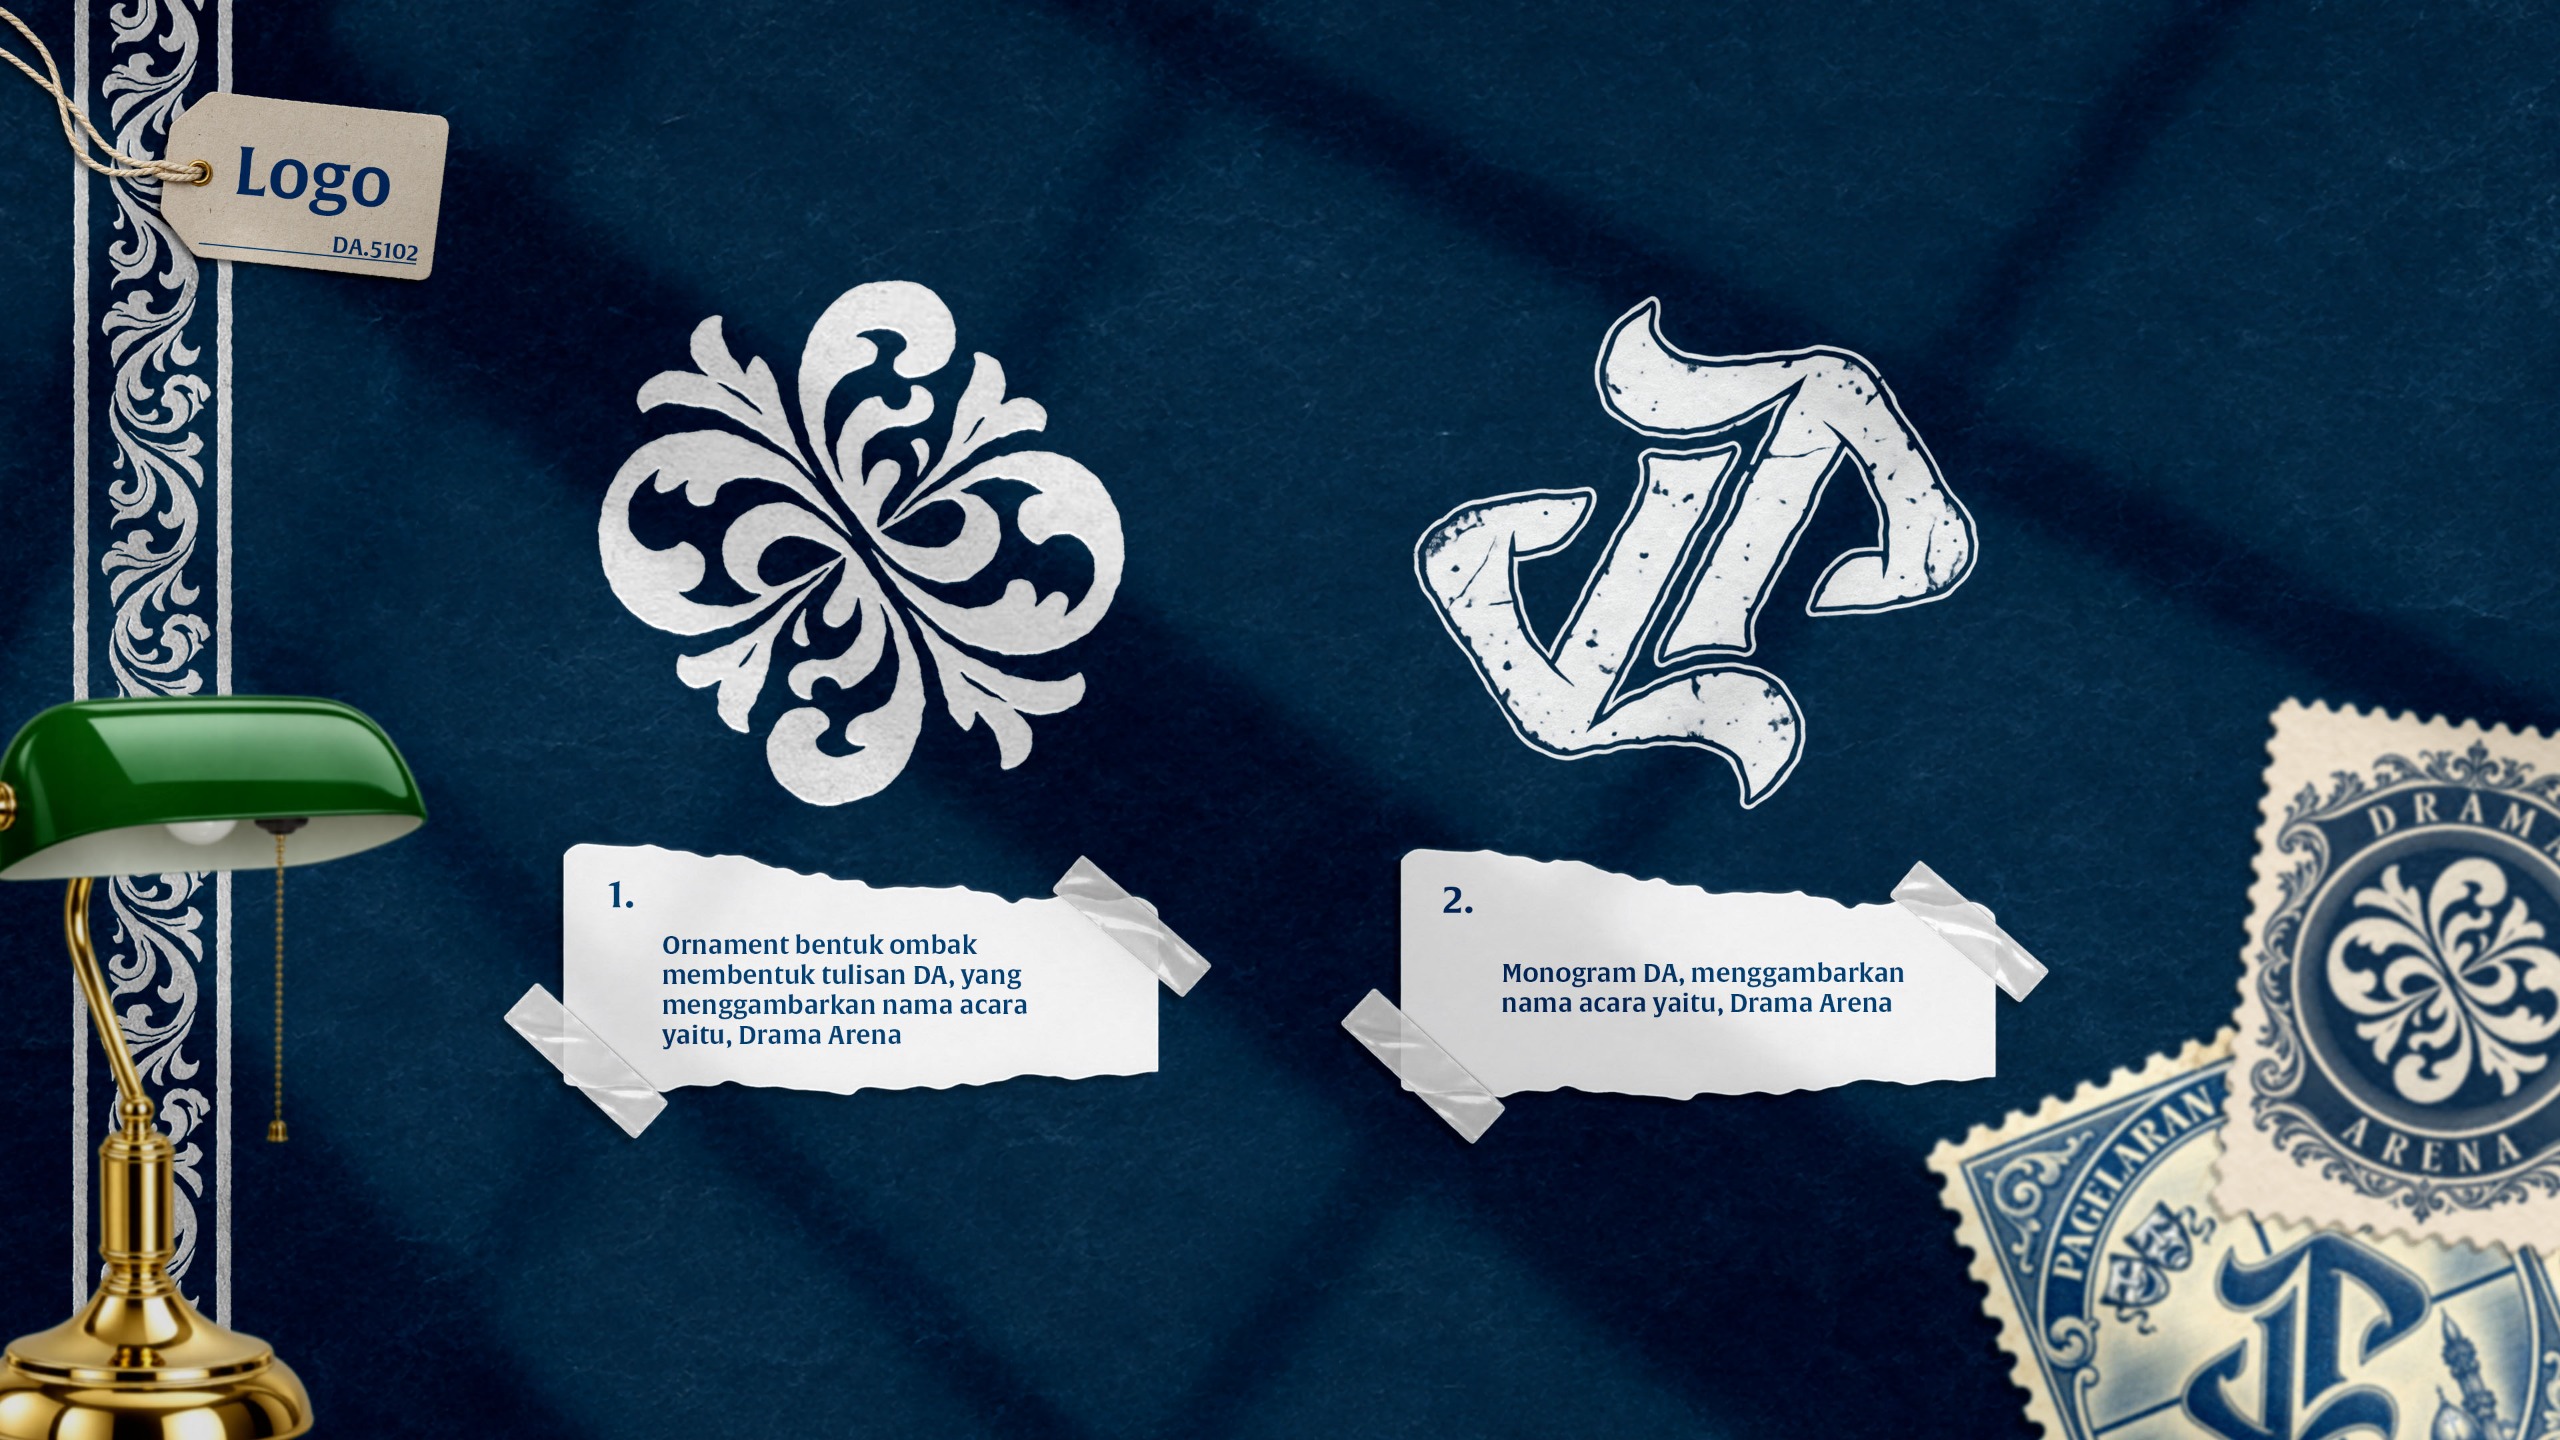 Logo
DA.5102
1.
Ornament bentuk ombak
membentuk tulisan DA, yang
menggambarkan nama acara
yaitu, Drama Arena
2.
Monogram DA, menggambarkan
nama acara yaitu, Drama Arena
DRAMA
ARENA
PAGELARAN